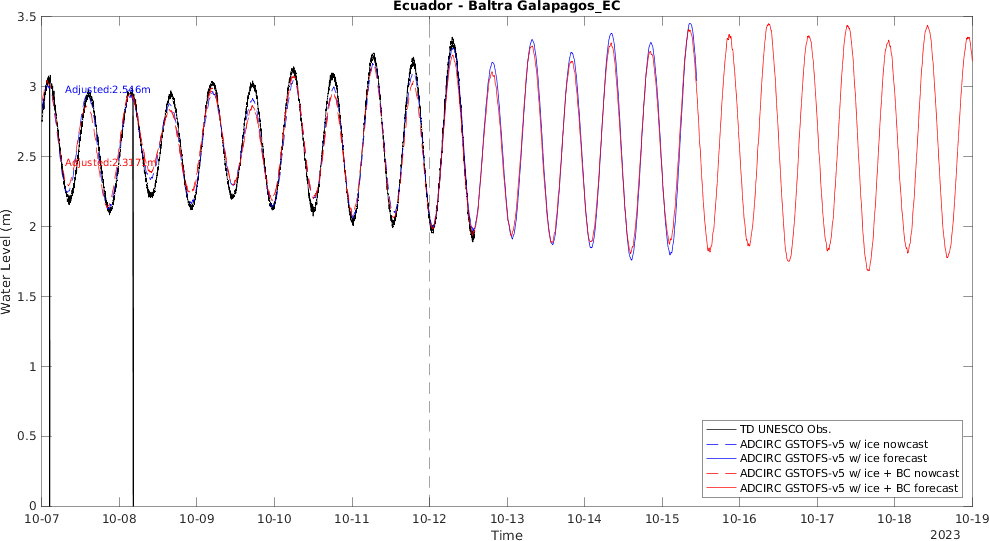 Ecuador - Baltra Galapagos_EC
Water Level (m)
3.5
3
2.5
2
1.5
1
0.5
0
Adjusted:2.546m
10-07
10-08
10-09
10-10
10-11
10-12
10-13
10-14
10-15
10-16
10-17
10-18
10-19
Time
2023
TD UNESCO Obs.
ADCIRC GSTOFS-v5 w/ ice nowcast
ADCIRC GSTOFS-v5 w/ ice forecast
ADCIRC GSTOFS-v5 w/ ice + BC nowcast
ADCIRC GSTOFS-v5 w/ ice + BC forecast